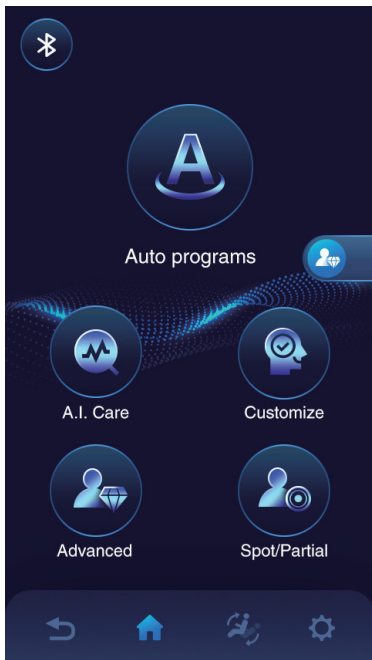 A
Auto programs
A.I. Care
Customize
Advanced
Spot/Partial